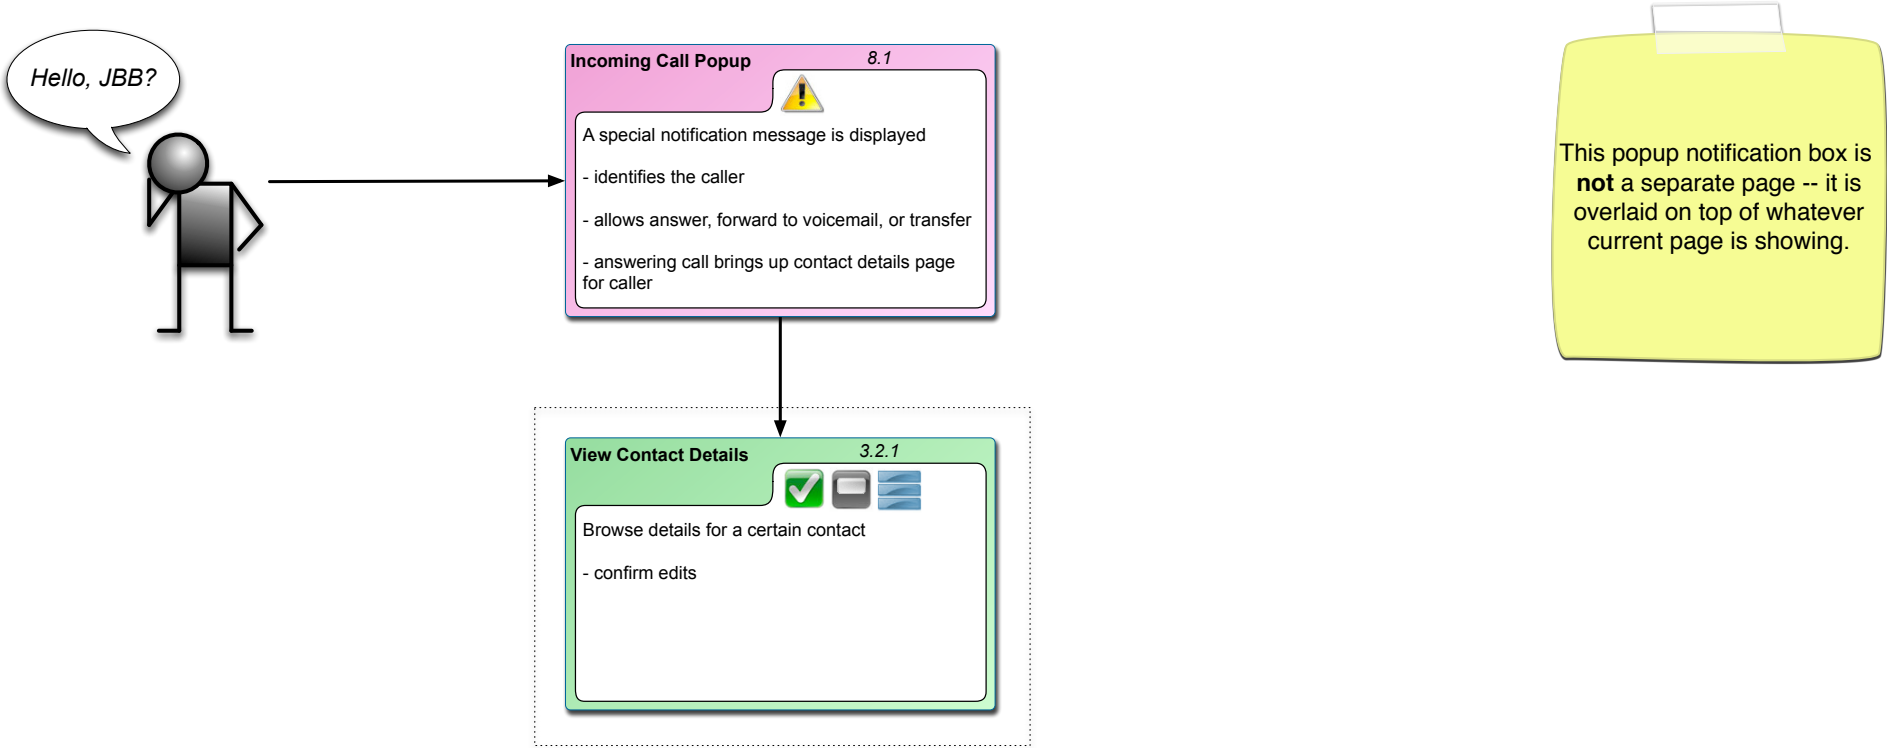 Hello, JBB?
Incoming Call Popup
8.1
A special notification message is displayed
- identifies the caller
- allows answer, forward to voicemail, or transfer
- answering call brings up contact details page
for caller
This popup notification box is
not a separate page -- it is
overlaid on top of whatever
current page is showing.
View Contact Details
3.2.1
Browse details for a certain contact
- confirm edits